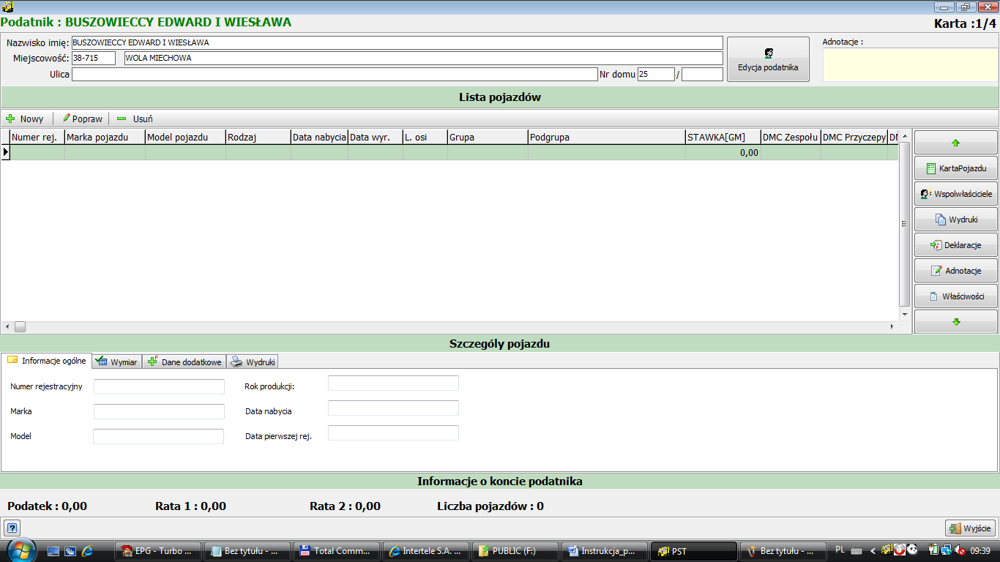 Podatnik : BUSZOWIECCY EDWARD I WIESŁAWA
Karta :1/4
Nazwisko imię: BUSZOWIECCY EDWARD I WIESŁAWA
Miejscowość: 38-715 WOLA MIECHOWA
Ulica Nr domu 25 /
Edycja podatnika
Adnotacje :
Lista pojazdów
Nowy Popraw Usuń
Numer rej. Marka pojazdu Model pojazdu Rodzaj Data nabycia Data wyr. L. osi Grupa Podgrupa STAWKA[GM] DMC Zespołu DMC Przyczepy
0,00
KartaPojazdu
Wspolwłaściciele
Wydruki
Deklaracje
Adnotacje
Właściwości
Szczegóły pojazdu
Informacje ogólne Wymiar Dane dodatkowe Wydruki
Numer rejestracyjny Rok produkcji:
Marka Data nabycia
Model Data pierwszej rej.
Informacje o koncie podatnika
Podatek : 0,00 Rata 1 : 0,00 Rata 2 : 0,00 Liczba pojazdów : 0
? Wyjście
EPG - Turbo ... Bez tytułu - ... Total Comm... Intertele S.A. ... PUBLIC (F:) Instrukcja_p... PST Bez tytułu - ... PL 09:39